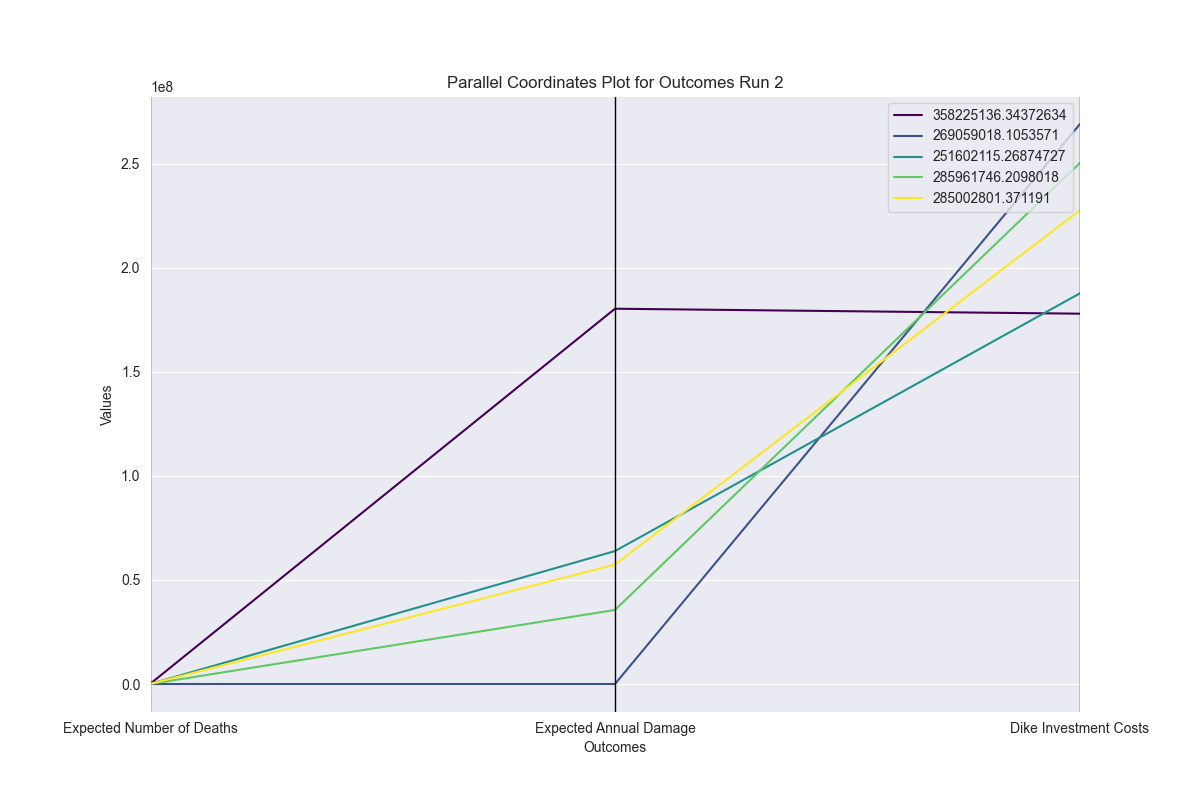 Parallel Coordinates Plot for Outcomes Run 2
1e8
358225136.34372634
269059018.1053571
251602115.26874727
285961746.2098018
285002801.371191
2.5
2.0
1.5
1.0
0.5
0.0
Values
Expected Number of Deaths
Expected Annual Damage
Dike Investment Costs
Outcomes